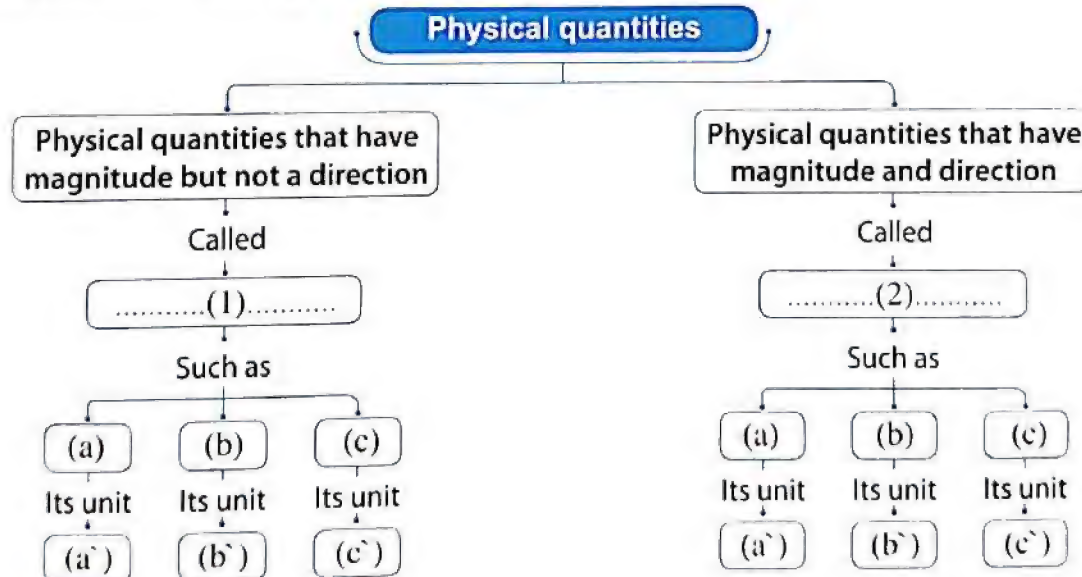 Physical quantities
Physical quantities that have
magnitude but not a direction
Called
...........(1)...........
Such as
(a) (b) (c)
Its unit Its unit Its unit
(a`) (b`) (c`)
Physical quantities that have
magnitude and direction
Called
...........(2)...........
Such as
(a) (b) (c)
Its unit Its unit Its unit
(a`) (b`) (c`)